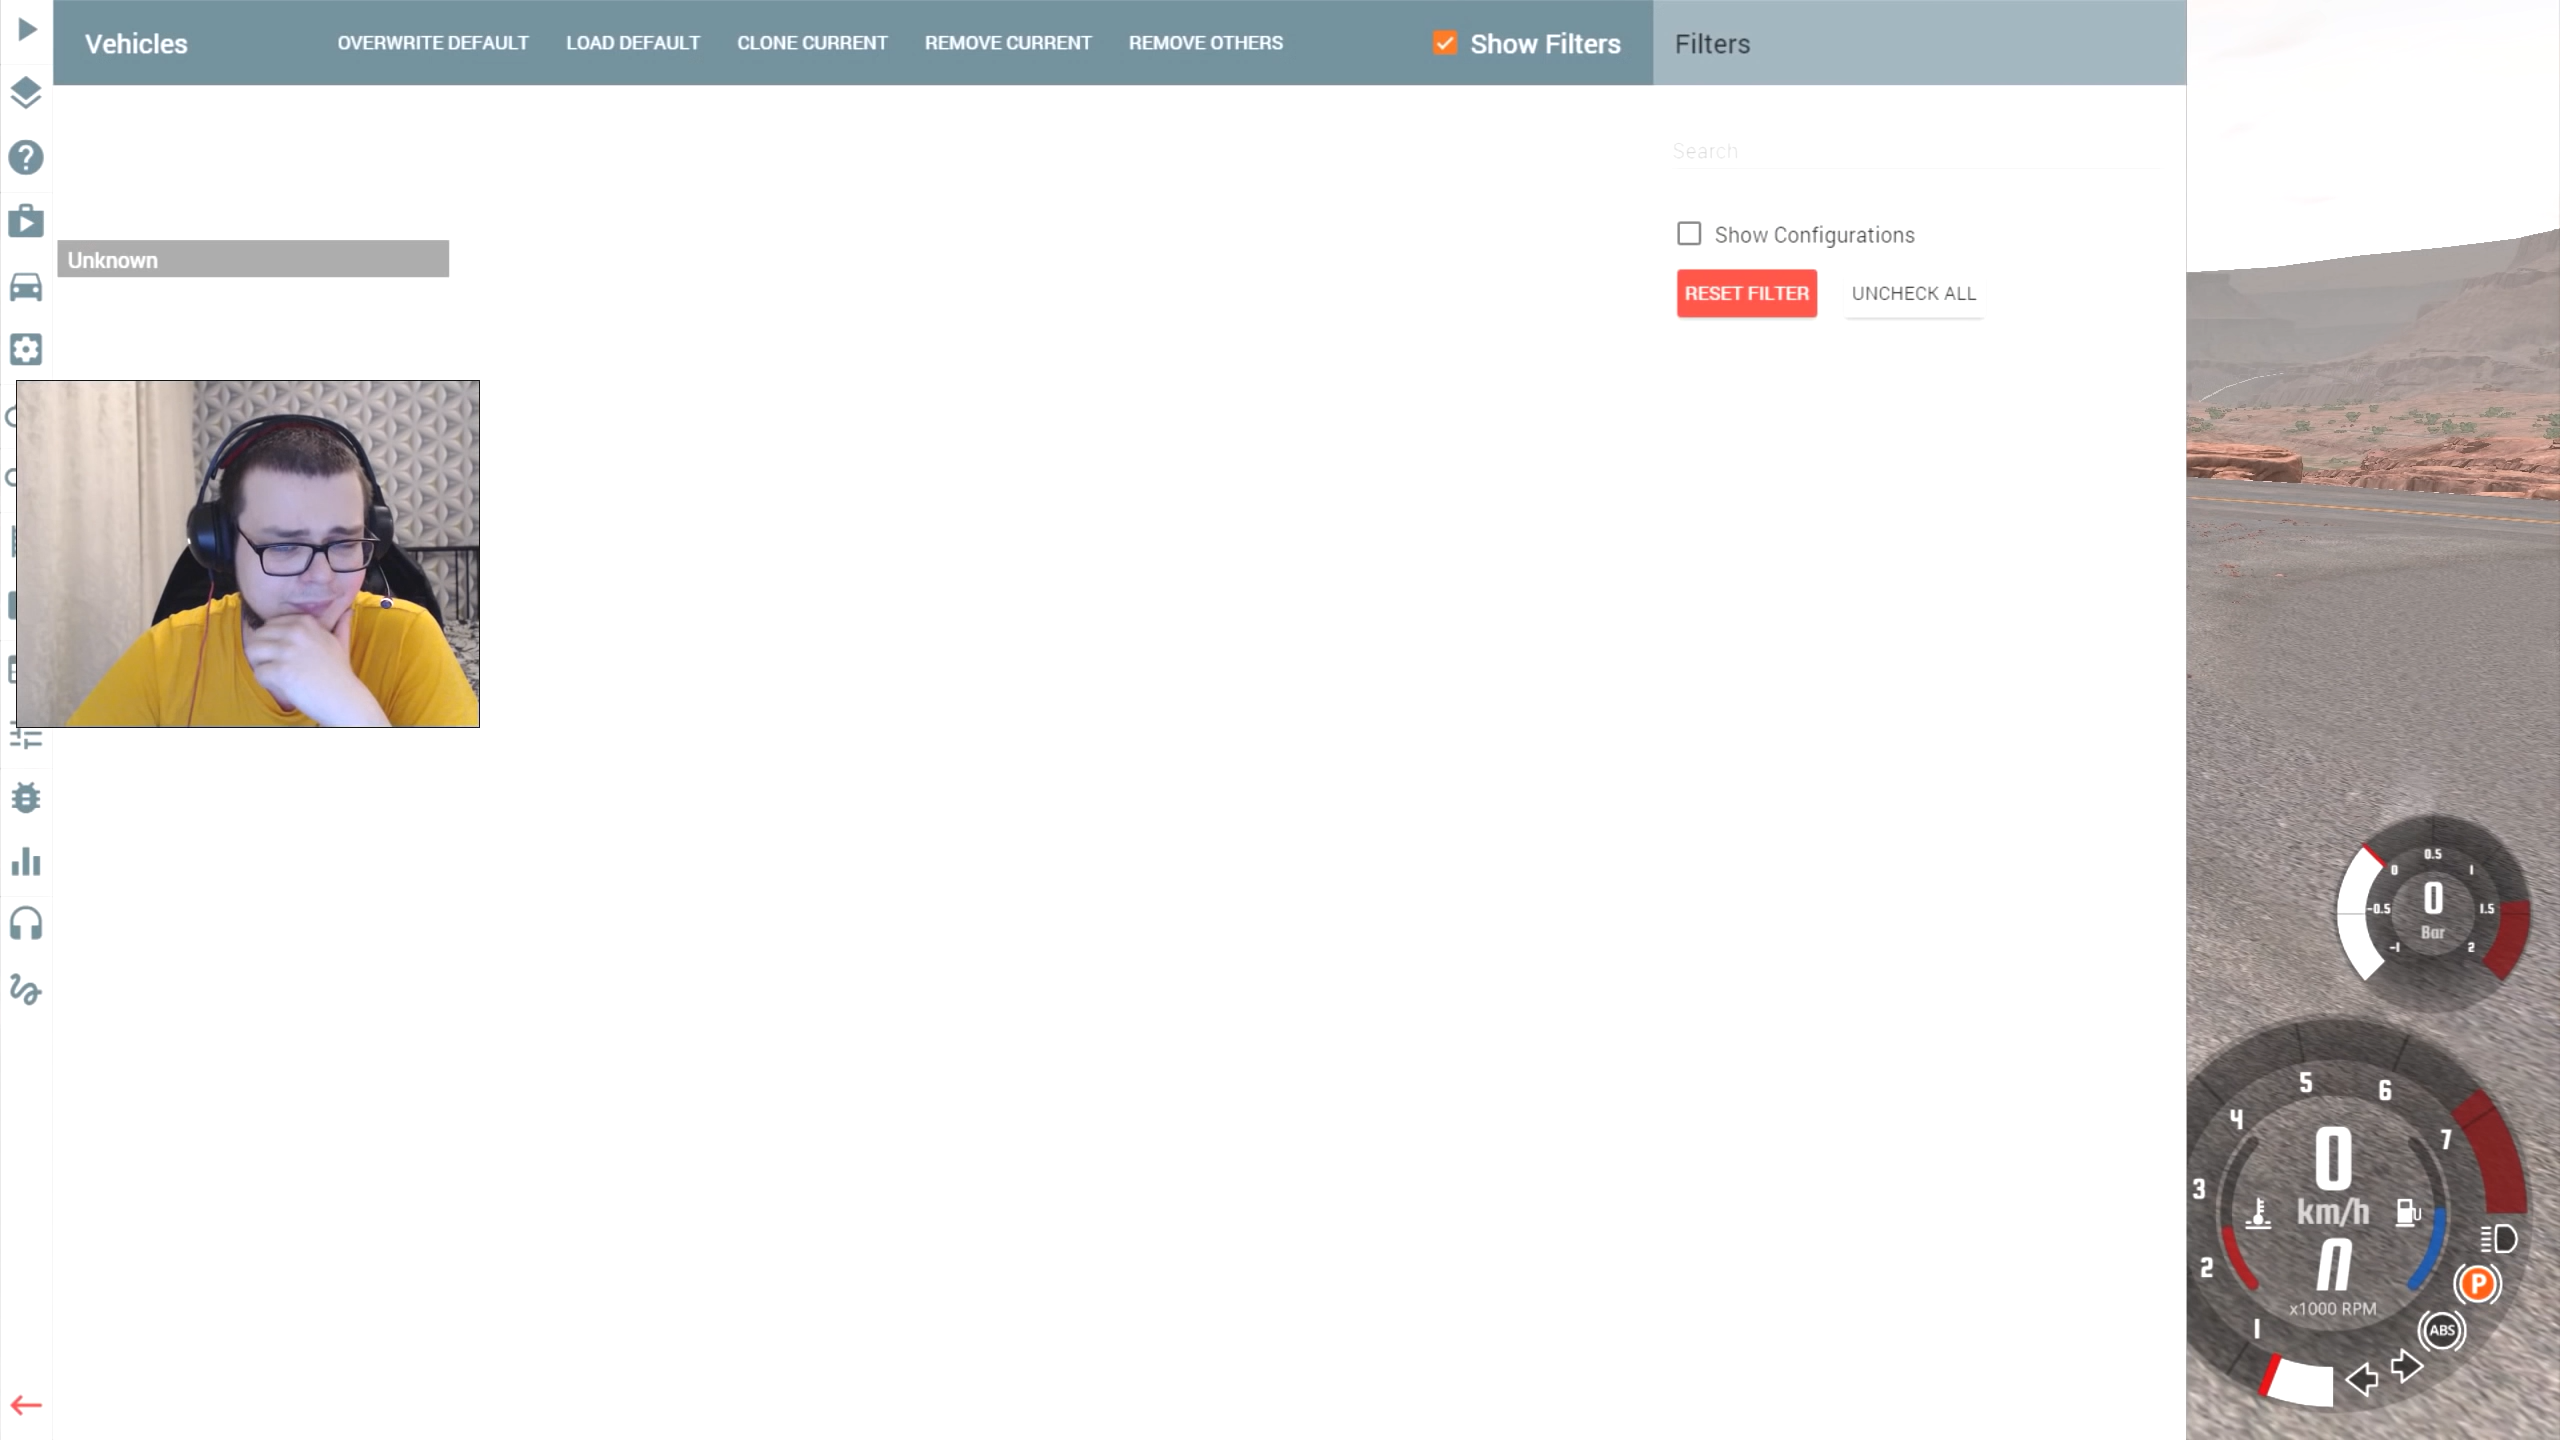 Vehicles
OVERWRITE DEFAULT
LOAD DEFAULT
CLONE CURRENT
REMOVE CURRENT
REMOVE OTHERS
Show Filters
Filters
Search
Show Configurations
RESET FILTER
UNCHECK ALL
Unknown
0.5
0
1
-0.5
0
1.5
Bar
-1
2
5
6
4
7
0
3
km/h
2
n
x1000 RPM
1
P
ABS